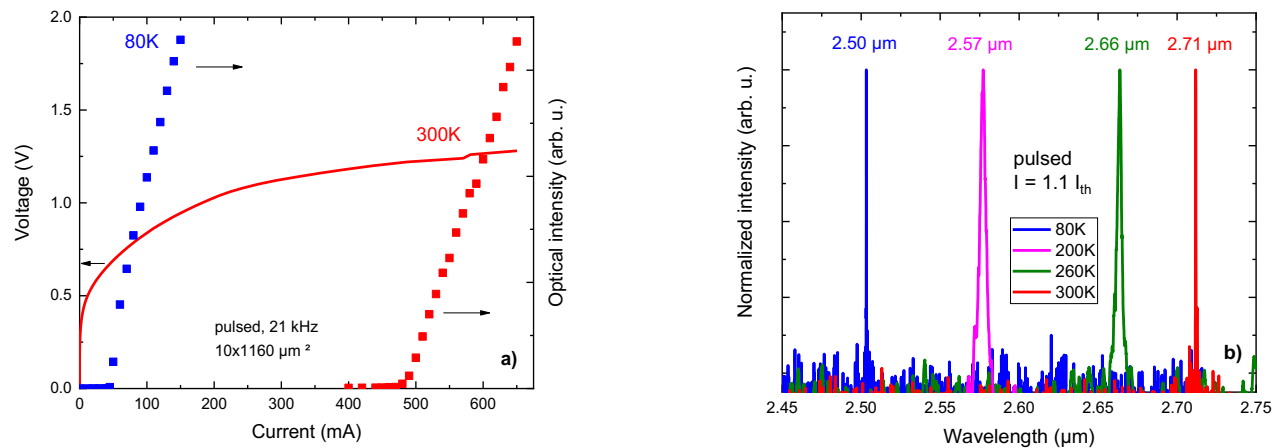 2.0
1.5
1.0
0.5
0.0
Voltage (V)
80K
300K
pulsed, 21 kHz
10x1160 µm ²
a)
0
100
200
300
400
500
600
Current (mA)
Optical intensity (arb. u.)
Normalized intensity (arb. u.)
2.50 µm
2.57 µm
2.66 µm
2.71 µm
pulsed
I = 1.1 Ith
80K
200K
260K
300K
b)
2.45
2.50
2.55
2.60
2.65
2.70
2.75
Wavelength (µm)